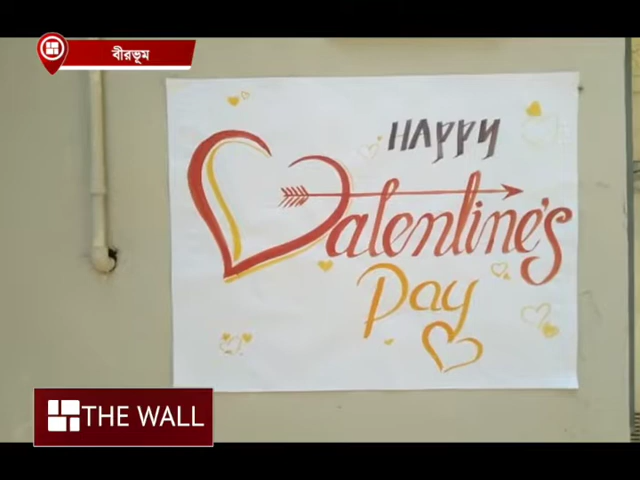 বীরভূম
HAPPY
Valentine's
Day
THE WALL